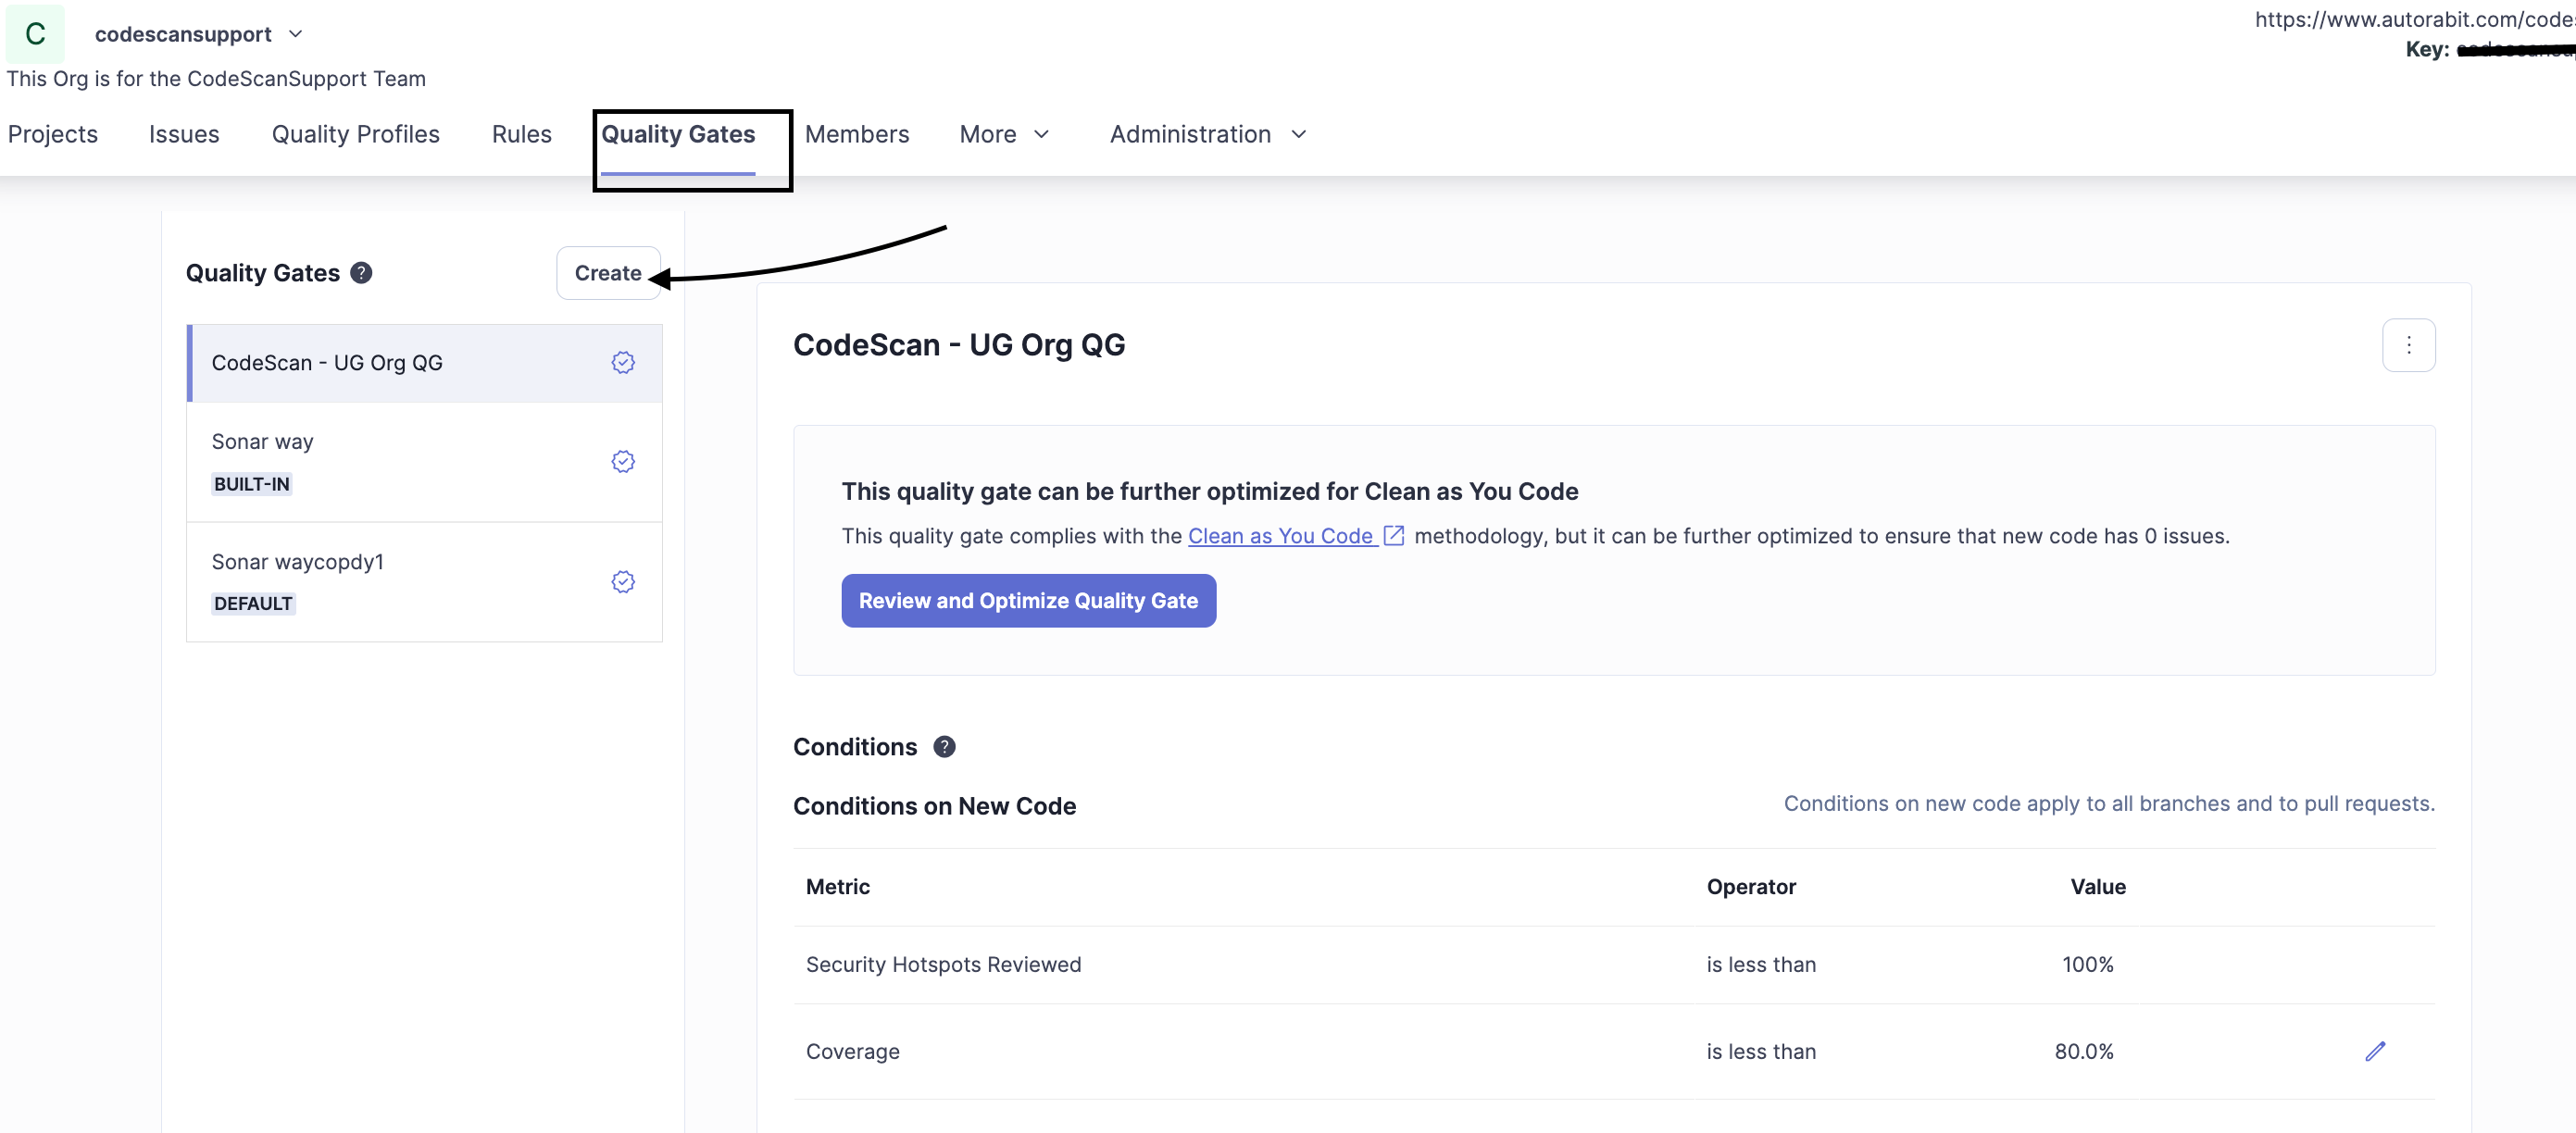 C
codescansupport
https://www.autorabit.com/codes
Key:
This Org is for the CodeScanSupport Team
Projects Issues Quality Profiles Rules Quality Gates Members More Administration
Quality Gates ? Create
CodeScan - UG Org QG
Sonar way
BUILT-IN
Sonar waycopdy1
DEFAULT
CodeScan - UG Org QG
This quality gate can be further optimized for Clean as You Code
This quality gate complies with the Clean as You Code methodology, but it can be further optimized to ensure that new code has 0 issues.
Review and Optimize Quality Gate
Conditions ?
Conditions on New Code
Conditions on new code apply to all branches and to pull requests.
Metric Operator Value
Security Hotspots Reviewed is less than 100%
Coverage is less than 80.0%